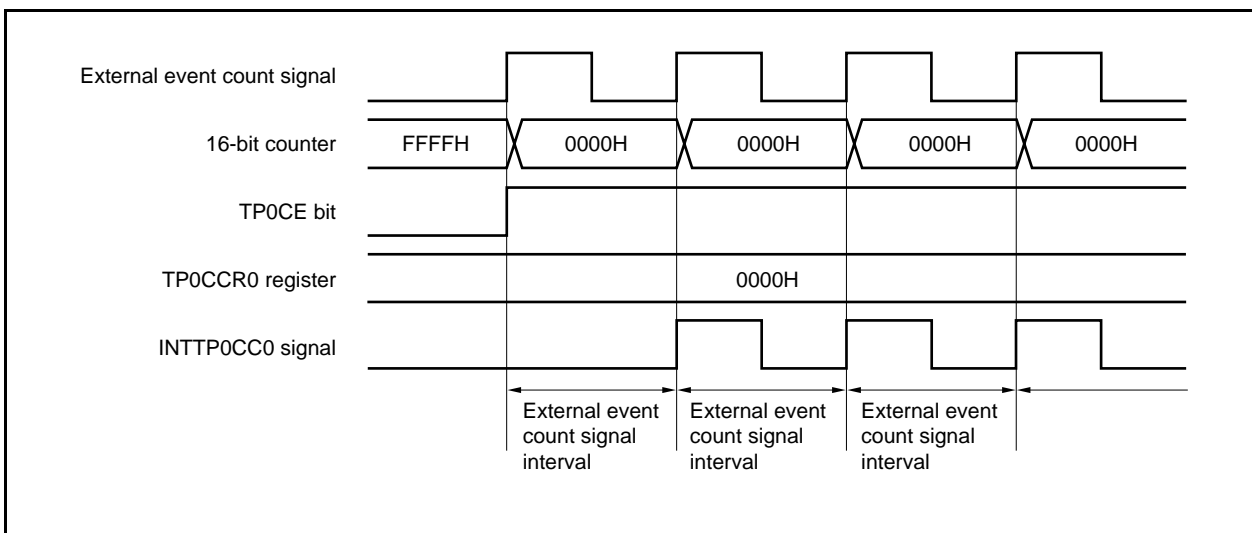 External event count signal
16-bit counter
FFFFH 0000H 0000H 0000H 0000H
TP0CE bit
TP0CCR0 register
0000H
INTTP0CC0 signal
External event
count signal
interval
External event
count signal
interval
External event
count signal
interval